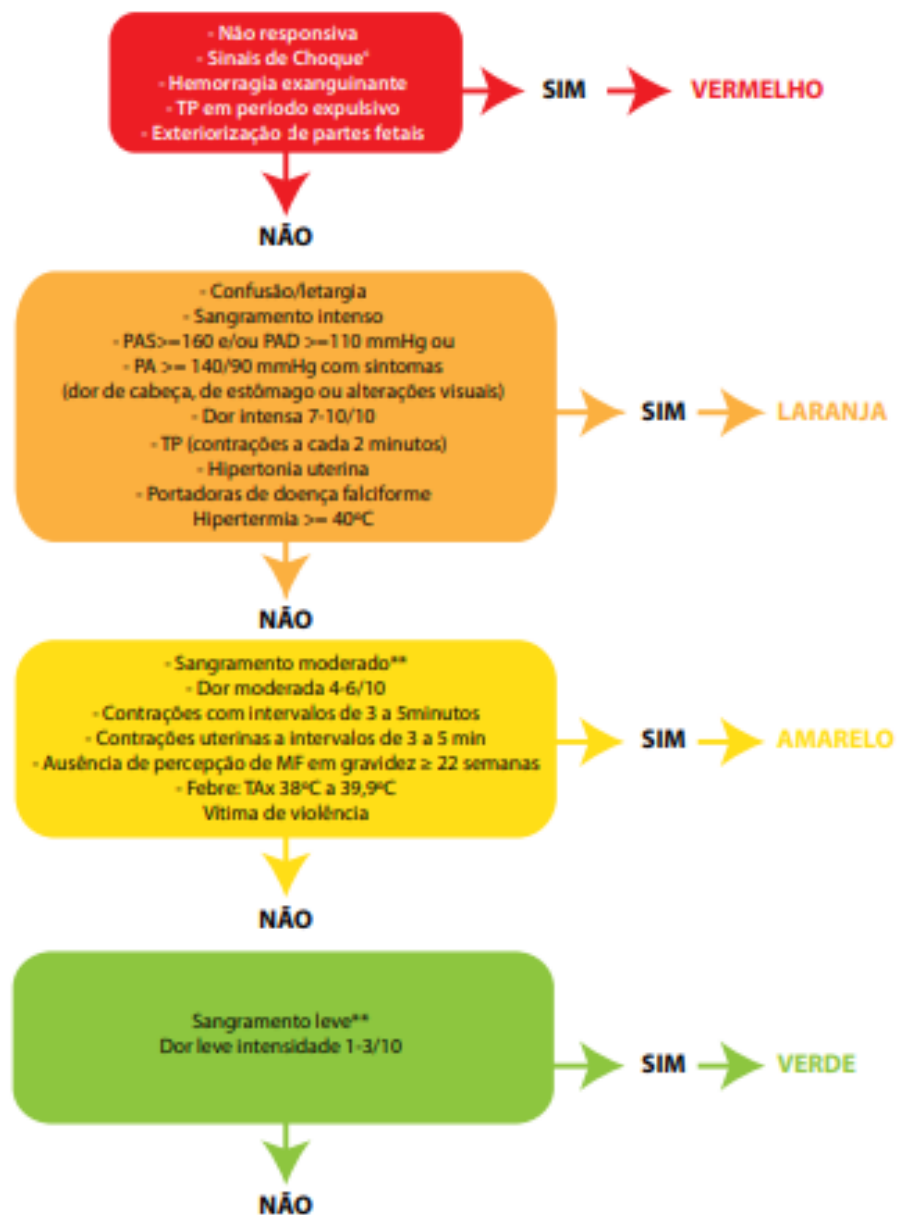 - Não responsiva
- Sinais de Choque*
- Hemorragia exanguinante
- TP em período expulsivo
- Exteriorização de partes fetais
SIM
VERMELHO
NÃO
- Confusão/letargia
- Sangramento intenso
- PAS>=160 e/ou PAD >=110 mmHg ou
- PA >= 140/90 mmHg com sintomas
(dor de cabeça, de estômago ou alterações visuais)
- Dor intensa 7-10/10
- TP (contrações a cada 2 minutos)
- Hipertonia uterina
- Portadoras de doença falciforme
Hipertermia >= 40ºC
SIM
LARANJA
NÃO
- Sangramento moderado**
- Dor moderada 4-6/10
- Contrações com intervalos de 3 a 5minutos
- Contrações uterinas a intervalos de 3 a 5 min
- Ausência de percepção de MF em gravidez ≥ 22 semanas
- Febre: TAx 38ºC a 39,9ºC
Vítima de violência
SIM
AMARELO
NÃO
Sangramento leve**
Dor leve intensidade 1-3/10
SIM
VERDE
NÃO